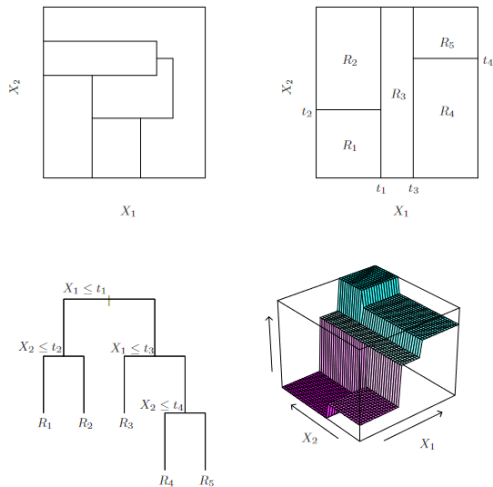 X₂
X₁
X₂
X₁
R₂
R₅
t₄
R₃
R₄
t₂
R₁
t₁
t₃
X₁ ≤ t₁
X₂ ≤ t₂
X₁ ≤ t₃
X₂ ≤ t₄
R₁
R₂
R₃
R₄
R₅
X₂
X₁